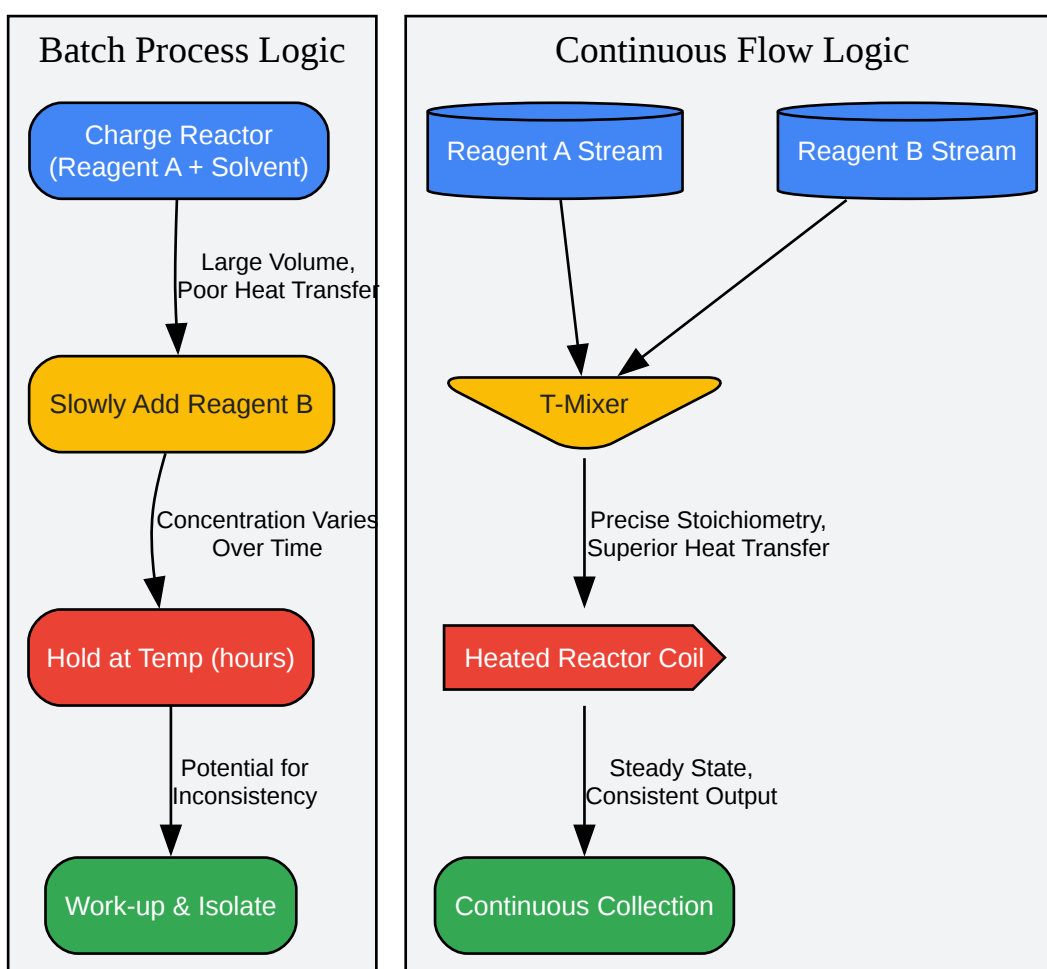 Batch Process Logic
Charge Reactor
(Reagent A + Solvent)
Large Volume,
Poor Heat Transfer
Slowly Add Reagent B
Concentration Varies
Over Time
Hold at Temp (hours)
Potential for
Inconsistency
Work-up & Isolate
Continuous Flow Logic
Reagent A Stream
Reagent B Stream
T-Mixer
Precise Stoichiometry,
Superior Heat Transfer
Heated Reactor Coil
Steady State,
Consistent Output
Continuous Collection